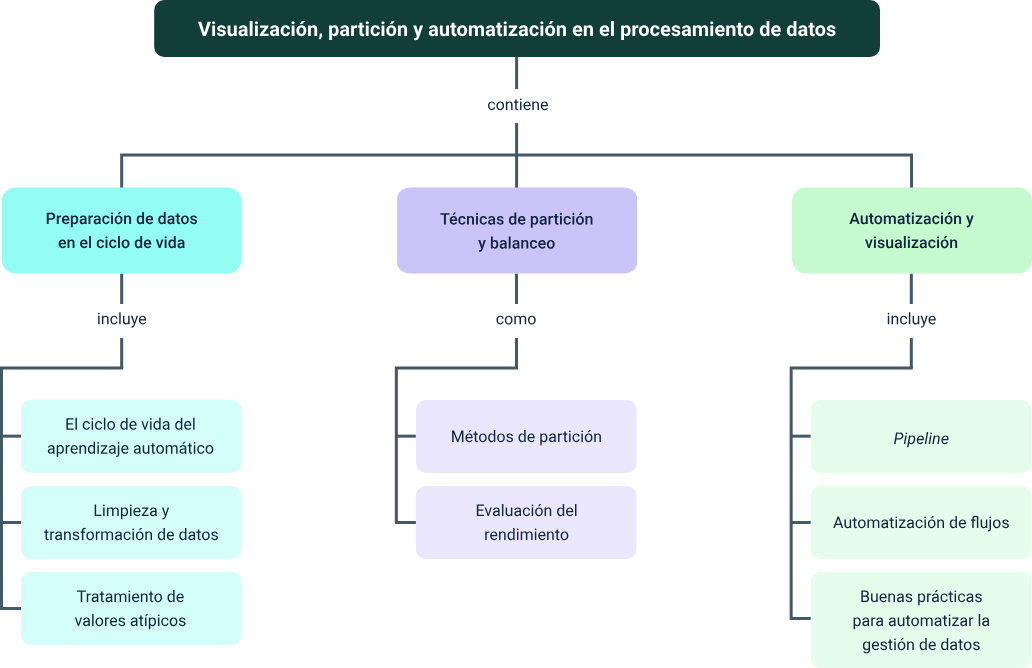 Visualización, partición y automatización en el procesamiento de datos
contiene
Preparación de datos
en el ciclo de vida
Técnicas de partición
y balanceo
Automatización y
visualización
incluye
como
incluye
El ciclo de vida del
aprendizaje automático
Limpieza y
transformación de datos
Tratamiento de
valores atípicos
Métodos de partición
Evaluación del
rendimiento
Pipeline
Automatización de flujos
Buenas prácticas
para automatizar la
gestión de datos